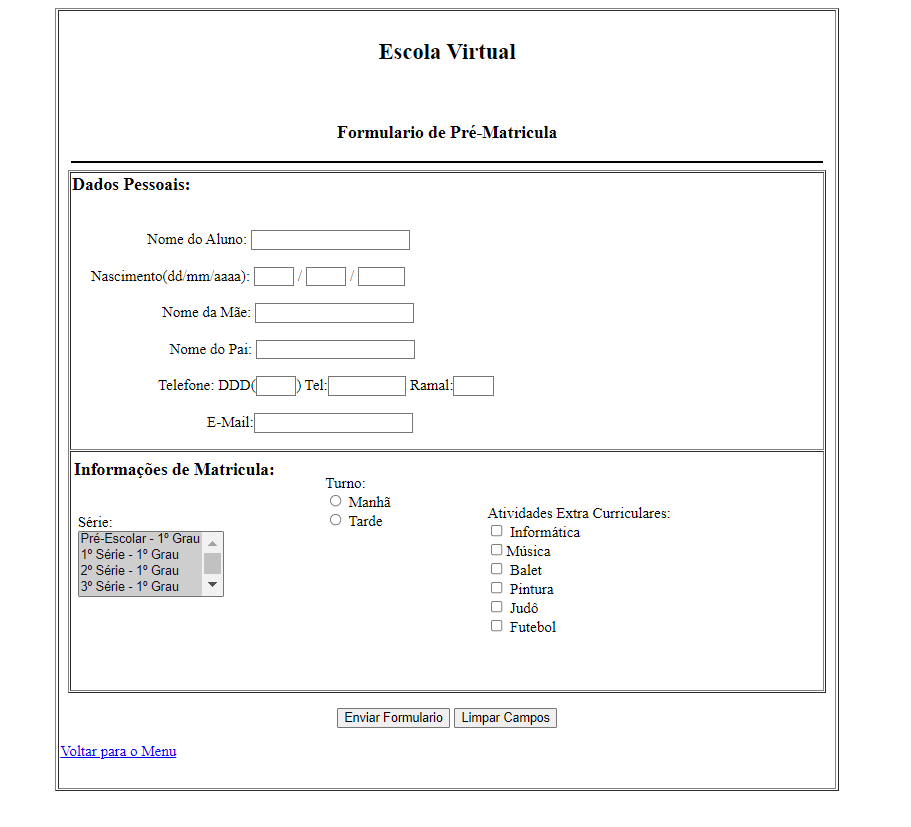 Escola Virtual
Formulario de Pré-Matricula
Dados Pessoais:
Nome do Aluno:
Nascimento(dd/mm/aaaa): / /
Nome da Mãe:
Nome do Pai:
Telefone: DDD( ) Tel: Ramal:
E-Mail:
Informações de Matricula:
Série:
Pré-Escolar - 1º Grau
1º Série - 1º Grau
2º Série - 1º Grau
3º Série - 1º Grau
Turno:
Manhã
Tarde
Atividades Extra Curriculares:
Informática
Música
Balet
Pintura
Judô
Futebol
Enviar Formulario Limpar Campos
Voltar para o Menu